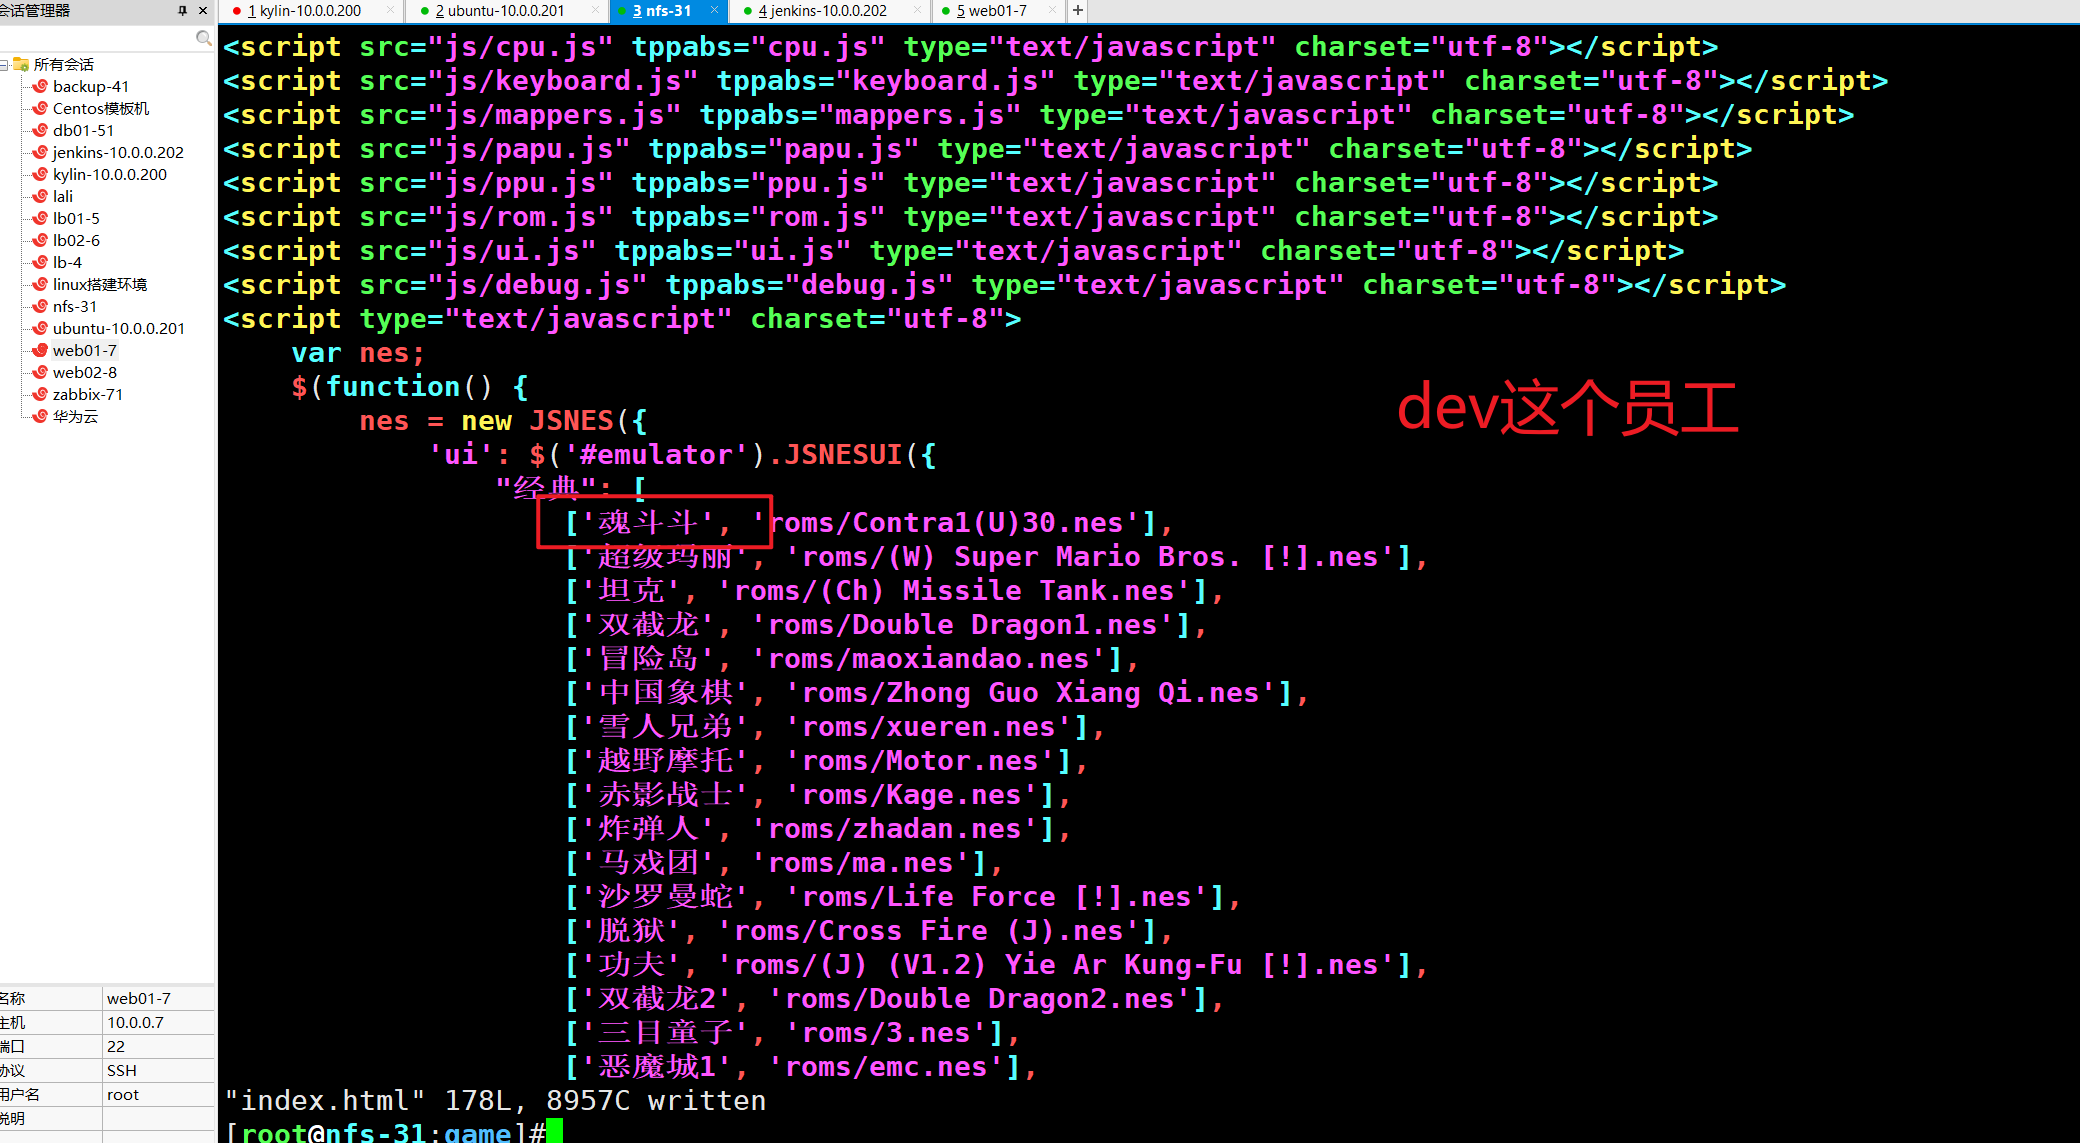 会话管理器
1 kylin-10.0.0.200
2 ubuntu-10.0.0.201
3 nfs-31
4 jenkins-10.0.0.202
5 web01-7
所有会话
backup-41
Centos模板机
db01-51
jenkins-10.0.0.202
kylin-10.0.0.200
lali
lb01-5
lb02-6
lb-4
linux搭建环境
nfs-31
ubuntu-10.0.0.201
web01-7
web02-8
zabbix-71
华为云
名称 web01-7
主机 10.0.0.7
端口 22
协议 SSH
用户名 root
说明
<script src="js/cpu.js" tppabs="cpu.js" type="text/javascript" charset="utf-8"></script>
<script src="js/keyboard.js" tppabs="keyboard.js" type="text/javascript" charset="utf-8"></script>
<script src="js/mappers.js" tppabs="mappers.js" type="text/javascript" charset="utf-8"></script>
<script src="js/papu.js" tppabs="papu.js" type="text/javascript" charset="utf-8"></script>
<script src="js/ppu.js" tppabs="ppu.js" type="text/javascript" charset="utf-8"></script>
<script src="js/rom.js" tppabs="rom.js" type="text/javascript" charset="utf-8"></script>
<script src="js/ui.js" tppabs="ui.js" type="text/javascript" charset="utf-8"></script>
<script src="js/debug.js" tppabs="debug.js" type="text/javascript" charset="utf-8"></script>
<script type="text/javascript" charset="utf-8">
var nes;
$(function() {
nes = new JSNES({
'ui': $('#emulator').JSNESUI({
"经典": [
['魂斗斗', 'roms/Contra1(U)30.nes'],
['超级玛丽', 'roms/(W) Super Mario Bros. [!].nes'],
['坦克', 'roms/(Ch) Missile Tank.nes'],
['双截龙', 'roms/Double Dragon1.nes'],
['冒险岛', 'roms/maoxiandao.nes'],
['中国象棋', 'roms/Zhong Guo Xiang Qi.nes'],
['雪人兄弟', 'roms/xueren.nes'],
['越野摩托', 'roms/Motor.nes'],
['赤影战士', 'roms/Kage.nes'],
['炸弹人', 'roms/zhadan.nes'],
['马戏团', 'roms/ma.nes'],
['沙罗曼蛇', 'roms/Life Force [!].nes'],
['脱狱', 'roms/Cross Fire (J).nes'],
['功夫', 'roms/(J) (V1.2) Yie Ar Kung-Fu [!].nes'],
['双截龙2', 'roms/Double Dragon2.nes'],
['三目童子', 'roms/3.nes'],
['恶魔城1', 'roms/emc.nes'],
"index.html" 178L, 8957C written
[root@nfs-31:game]#
dev这个员工